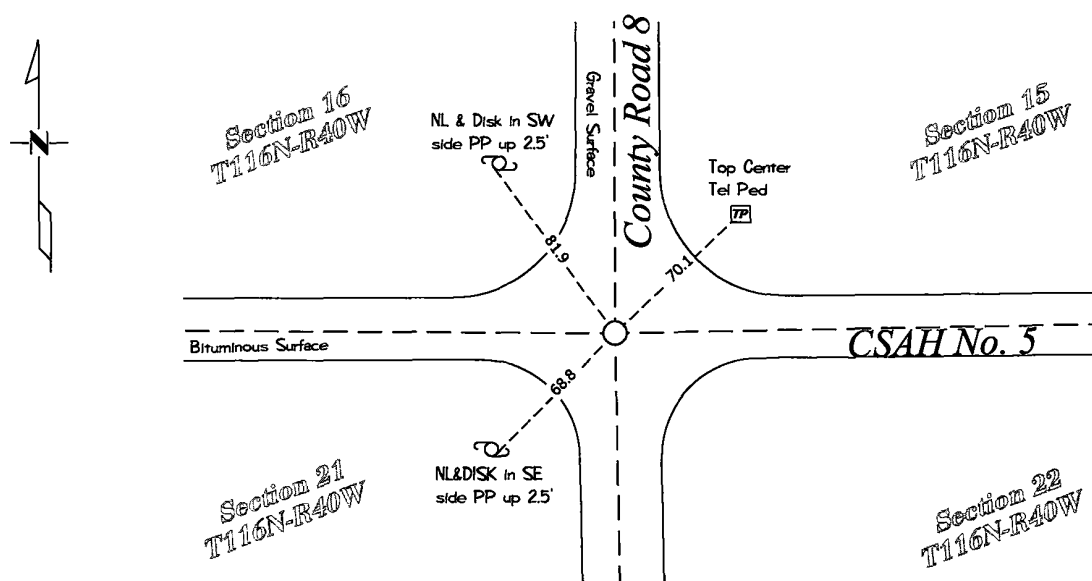 N
Section 16
T116N-R40W
NL & Disk in SW
side PP up 2.5'
Gravel Surface
County Road 8
Top Center
Tel Ped
TP
Section 15
T116N-R40W
81.9
70.1
Bituminous Surface
CSAH No. 5
68.8
NL&DISK in SE
side PP up 2.5'
Section 21
T116N-R40W
Section 22
T116N-R40W